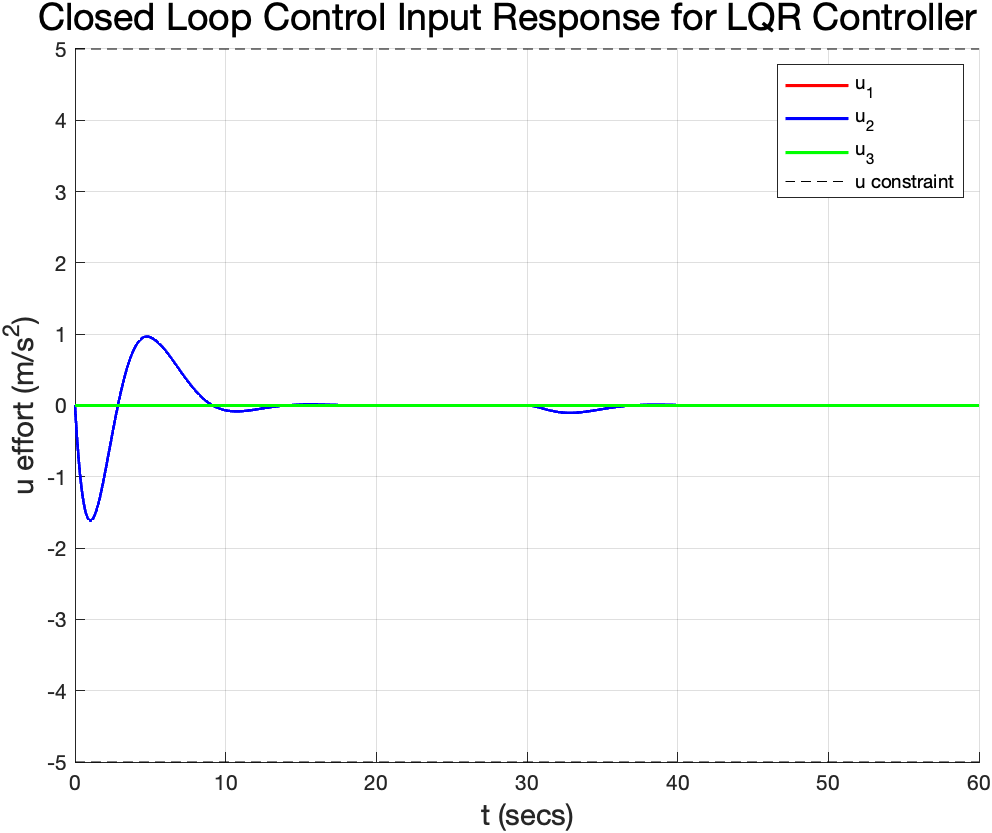 Closed Loop Control Input Response for LQR Controller
u effort (m/s²)
5
4
3
2
1
0
-1
-2
-3
-4
-5
u₁
u₂
u₃
u constraint
0 10 20 30 40 50 60
t (secs)